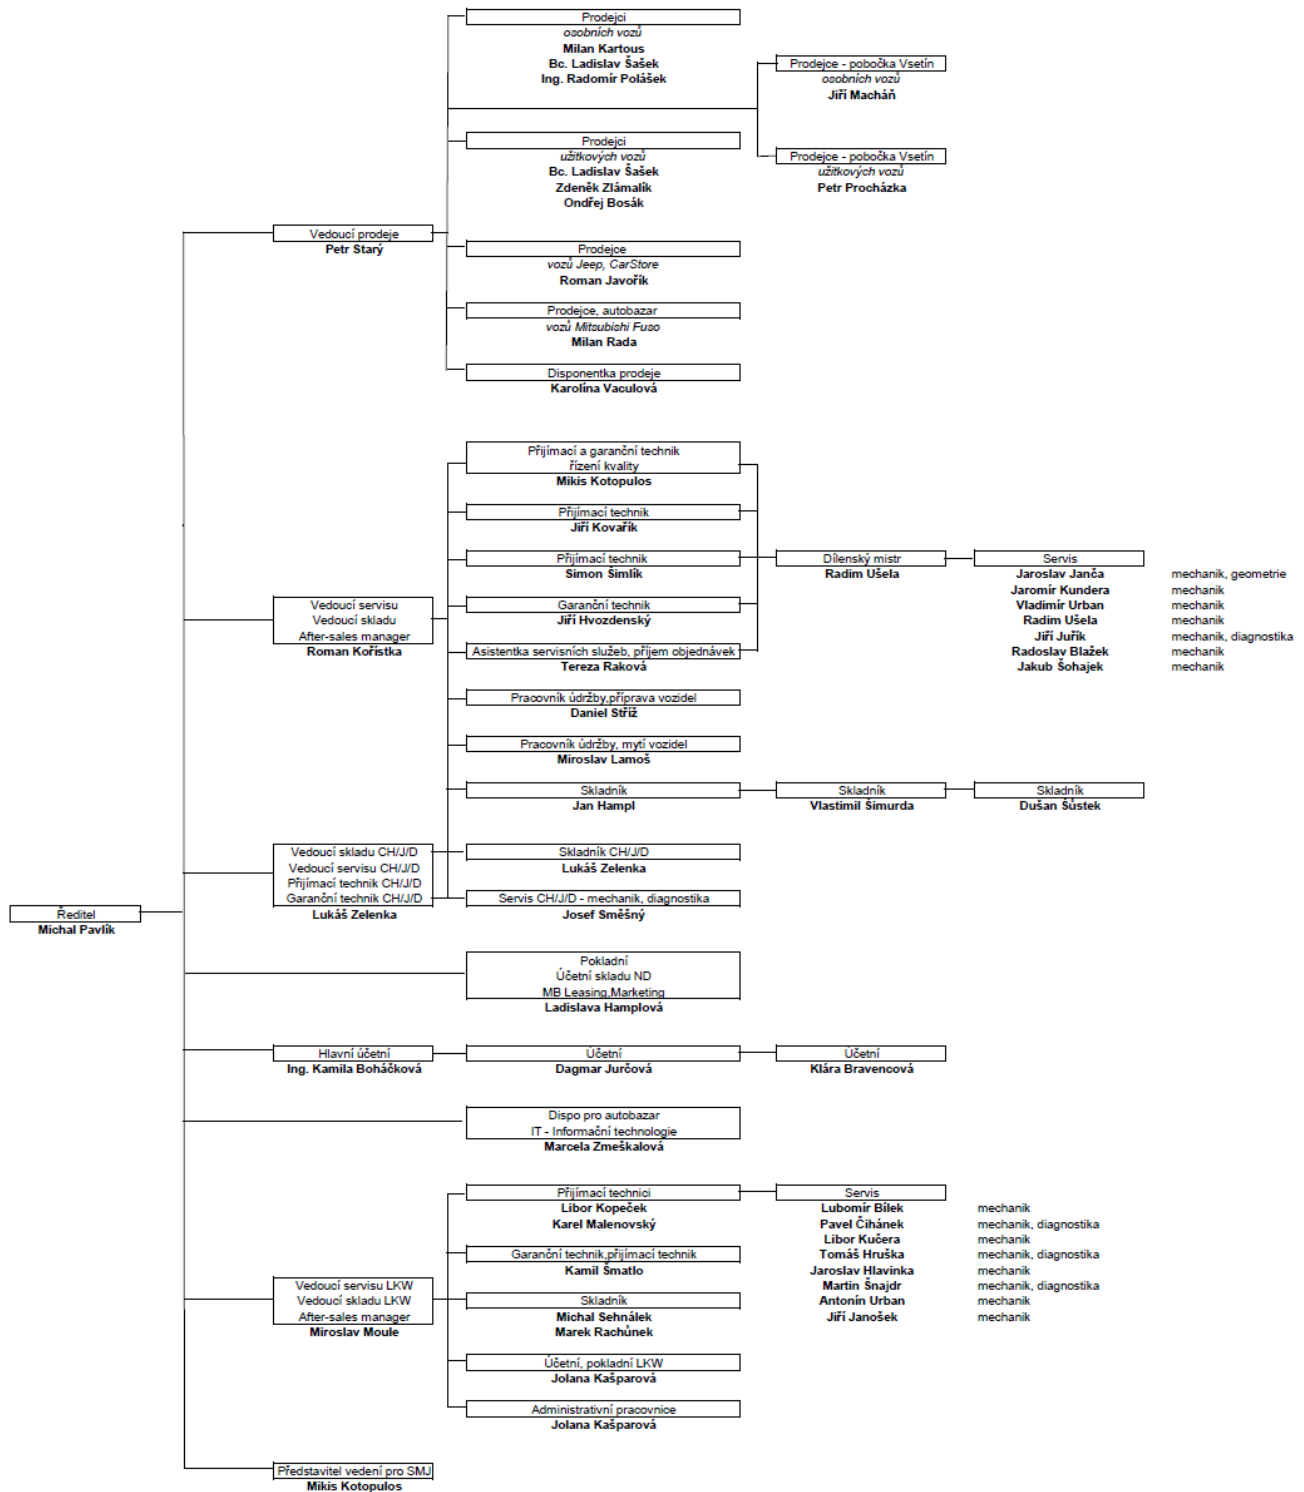 Prodejci
osobních vozů
Milan Kartous
Bc. Ladislav Šašek
Ing. Radomír Polášek
Prodejce - pobočka Vsetín
osobních vozů
Jiří Macháň
Prodejci
užitkových vozů
Bc. Ladislav Šašek
Zdeněk Zlámalík
Ondřej Bosák
Prodejce - pobočka Vsetín
užitkových vozů
Petr Procházka
Vedoucí prodeje
Petr Starý
Prodejce
vozů Jeep, CarStore
Roman Javořík
Prodejce, autobazar
vozů Mitsubishi Fuso
Milan Rada
Disponentka prodeje
Karolína Vaculová
Přijímací a garanční technik
řízení kvality
Mikis Kotopulos
Přijímací technik
Jiří Kovařík
Přijímací technik
Simon Šimlík
Dílenský mistr
Radim Ušela
Servis
Jaroslav Janča mechanik, geometrie
Jaromír Kundera mechanik
Vladimír Urban mechanik
Radim Ušela mechanik
Jiří Juřík mechanik, diagnostika
Radoslav Blažek mechanik
Jakub Šohajek mechanik
Vedoucí servisu
Vedoucí skladu
After-sales manager
Roman Kořístka
Garanční technik
Jiří Hvozdenský
Asistentka servisních služeb, příjem objednávek
Tereza Raková
Pracovník údržby,příprava vozidel
Daniel Stříž
Pracovník údržby, mytí vozidel
Miroslav Lamoš
Skladník
Jan Hampl
Skladník
Vlastimil Šimurda
Skladník
Dušan Šůstek
Vedoucí skladu CH/J/D
Vedoucí servisu CH/J/D
Přijímací technik CH/J/D
Garanční technik CH/J/D
Lukáš Zelenka
Skladník CH/J/D
Lukáš Zelenka
Servis CH/J/D - mechanik, diagnostika
Josef Směšný
Ředitel
Michal Pavlík
Pokladní
Účetní skladu ND
MB Leasing,Marketing
Ladislava Hamplová
Hlavní účetní
Ing. Kamila Boháčková
Účetní
Dagmar Jurčová
Účetní
Klára Bravencová
Dispo pro autobazar
IT - Informační technologie
Marcela Zmeškalová
Přijímací technici
Libor Kopeček
Karel Malenovský
Servis
Lubomír Bílek mechanik
Pavel Číhánek mechanik, diagnostika
Libor Kučera mechanik
Tomáš Hruška mechanik, diagnostika
Jaroslav Hlavinka mechanik
Martin Šnajdr mechanik, diagnostika
Antonín Urban mechanik
Jiří Janošek mechanik
Garanční technik,přijímací technik
Kamil Šmatlo
Vedoucí servisu LKW
Vedoucí skladu LKW
After-sales manager
Miroslav Moule
Skladník
Michal Sehnálek
Marek Rachůnek
Účetní, pokladní LKW
Jolana Kašparová
Administrativní pracovnice
Jolana Kašparová
Představitel vedení pro SMJ
Mikis Kotopulos